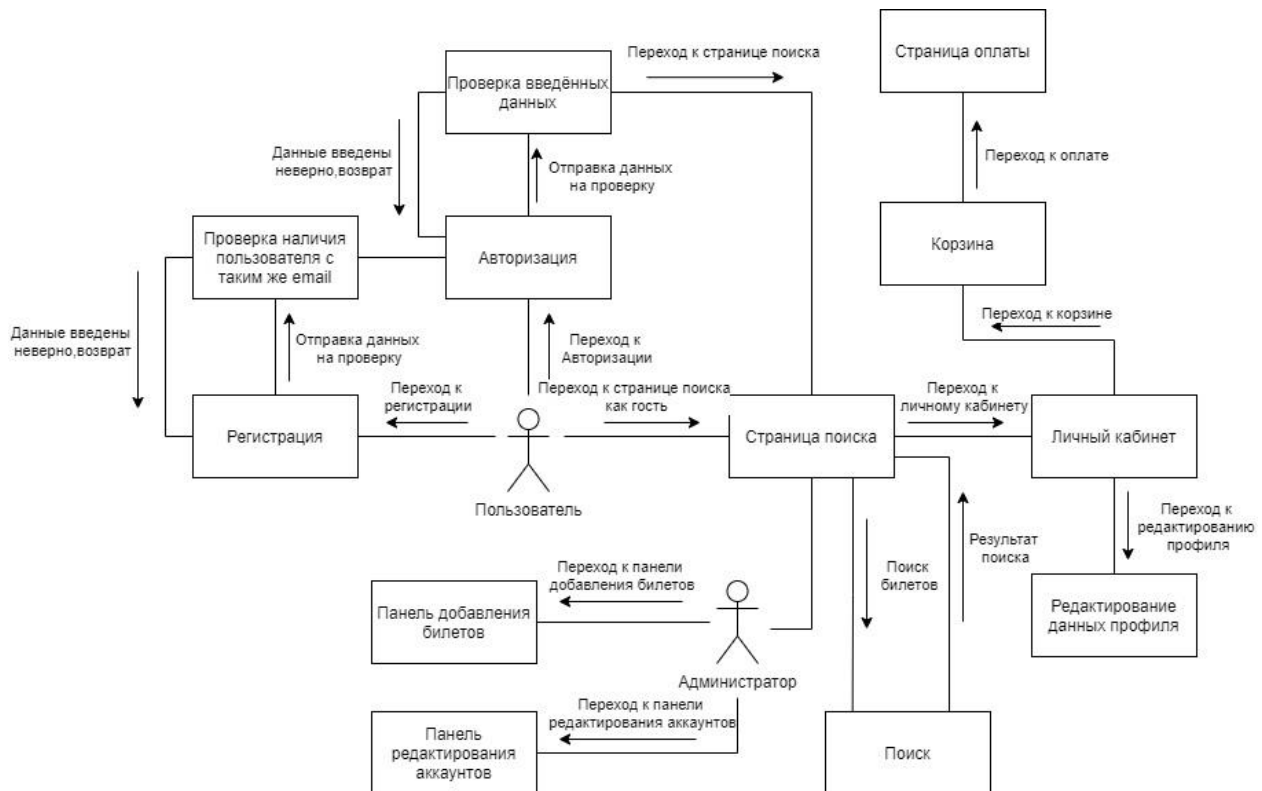 Переход к странице поиска
Страница оплаты
Проверка введённых
данных
Данные введены
неверно,возврат
Отправка данных
на проверку
Переход к оплате
Проверка наличия
пользователя с
таким же email
Авторизация
Корзина
Данные введены
неверно,возврат
Отправка данных
на проверку
Переход к
Авторизации
Переход к корзине
Переход к
регистрации
Переход к странице поиска
как гость
Переход к
личному кабинету
Регистрация
Страница поиска
Личный кабинет
Пользователь
Переход к
редактированию
профиля
Поиск
билетов
Результат
поиска
Переход к панели
добавления билетов
Панель добавления
билетов
Редактирование
данных профиля
Администратор
Переход к панели
редактирования аккаунтов
Панель
редактирования
аккаунтов
Поиск